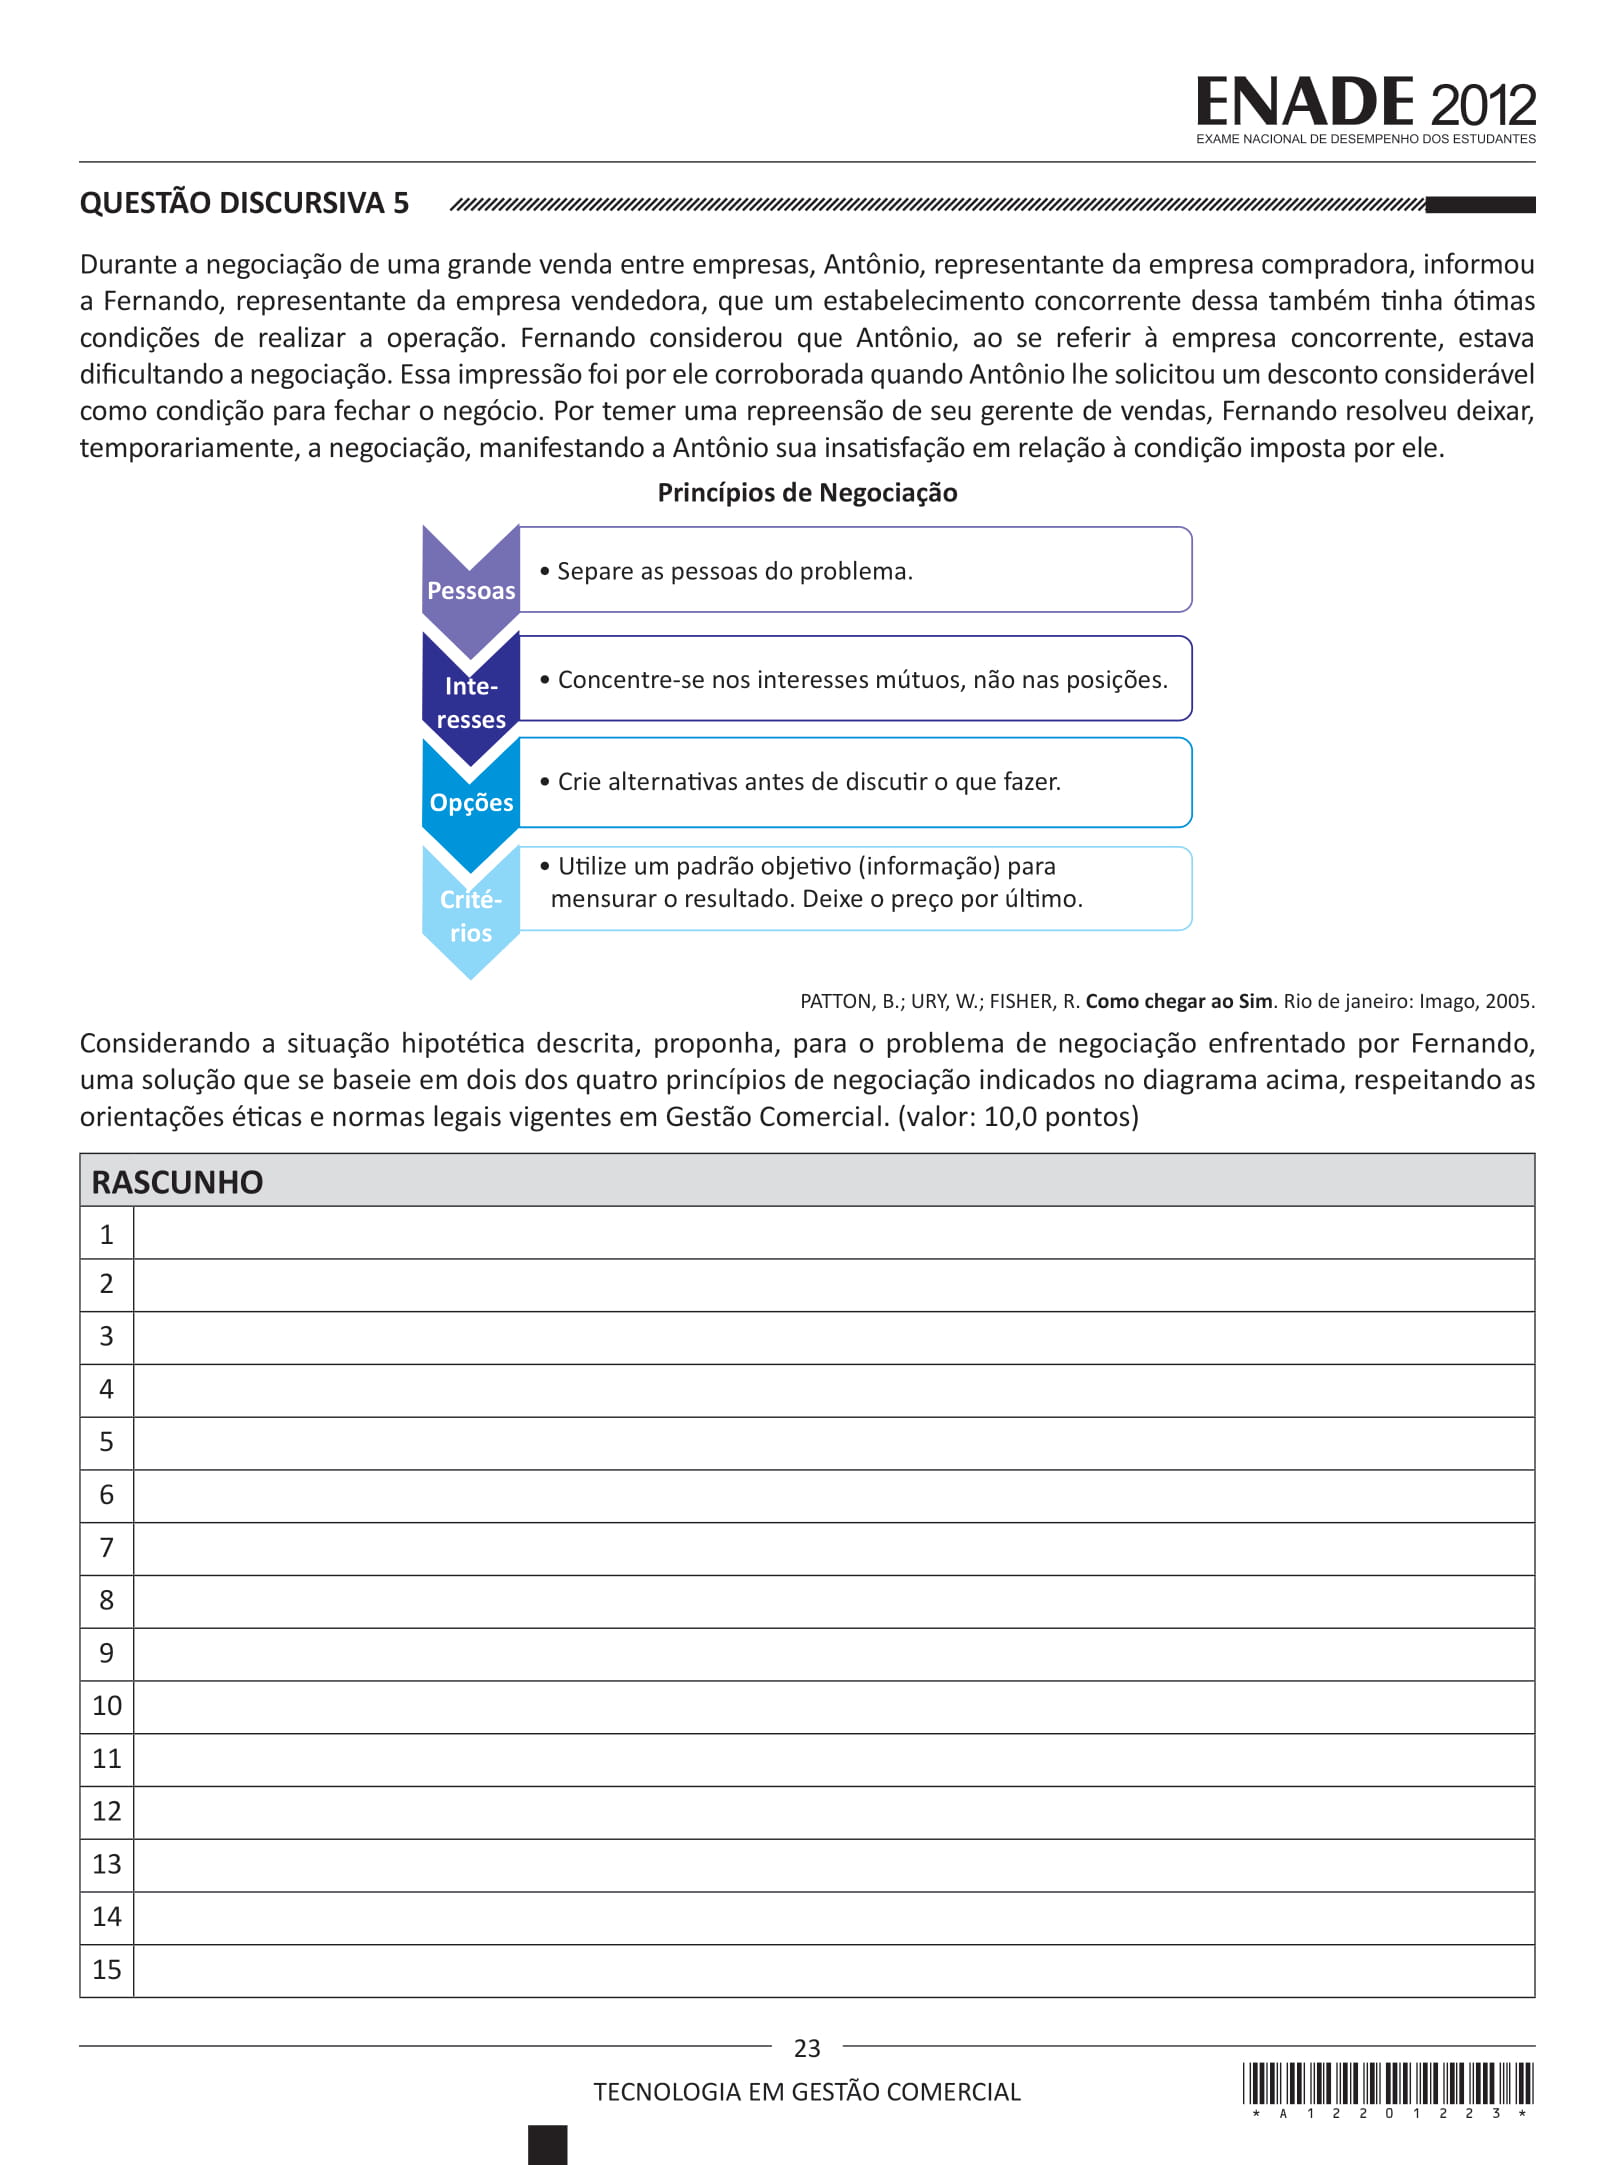 ENADE 2012
EXAME NACIONAL DE DESEMPENHO DOS ESTUDANTES
QUESTÃO DISCURSIVA 5
Durante a negociação de uma grande venda entre empresas, Antônio, representante da empresa compradora, informou
a Fernando, representante da empresa vendedora, que um estabelecimento concorrente dessa também tinha ótimas
condições de realizar a operação. Fernando considerou que Antônio, ao se referir à empresa concorrente, estava
dificultando a negociação. Essa impressão foi por ele corroborada quando Antônio lhe solicitou um desconto considerável
como condição para fechar o negócio. Por temer uma repreensão de seu gerente de vendas, Fernando resolveu deixar,
temporariamente, a negociação, manifestando a Antônio sua insatisfação em relação à condição imposta por ele.
Princípios de Negociação
Pessoas
• Separe as pessoas do problema.
Inte-
resses
• Concentre-se nos interesses mútuos, não nas posições.
Opções
• Crie alternativas antes de discutir o que fazer.
Crité-
rios
• Utilize um padrão objetivo (informação) para
mensurar o resultado. Deixe o preço por último.
PATTON, B.; URY, W.; FISHER, R. Como chegar ao Sim. Rio de janeiro: Imago, 2005.
Considerando a situação hipotética descrita, proponha, para o problema de negociação enfrentado por Fernando,
uma solução que se baseie em dois dos quatro princípios de negociação indicados no diagrama acima, respeitando as
orientações éticas e normas legais vigentes em Gestão Comercial. (valor: 10,0 pontos)
RASCUNHO
1
2
3
4
5
6
7
8
9
10
11
12
13
14
15
23
TECNOLOGIA EM GESTÃO COMERCIAL
* A 1 2 2 0 1 2 2 3 *